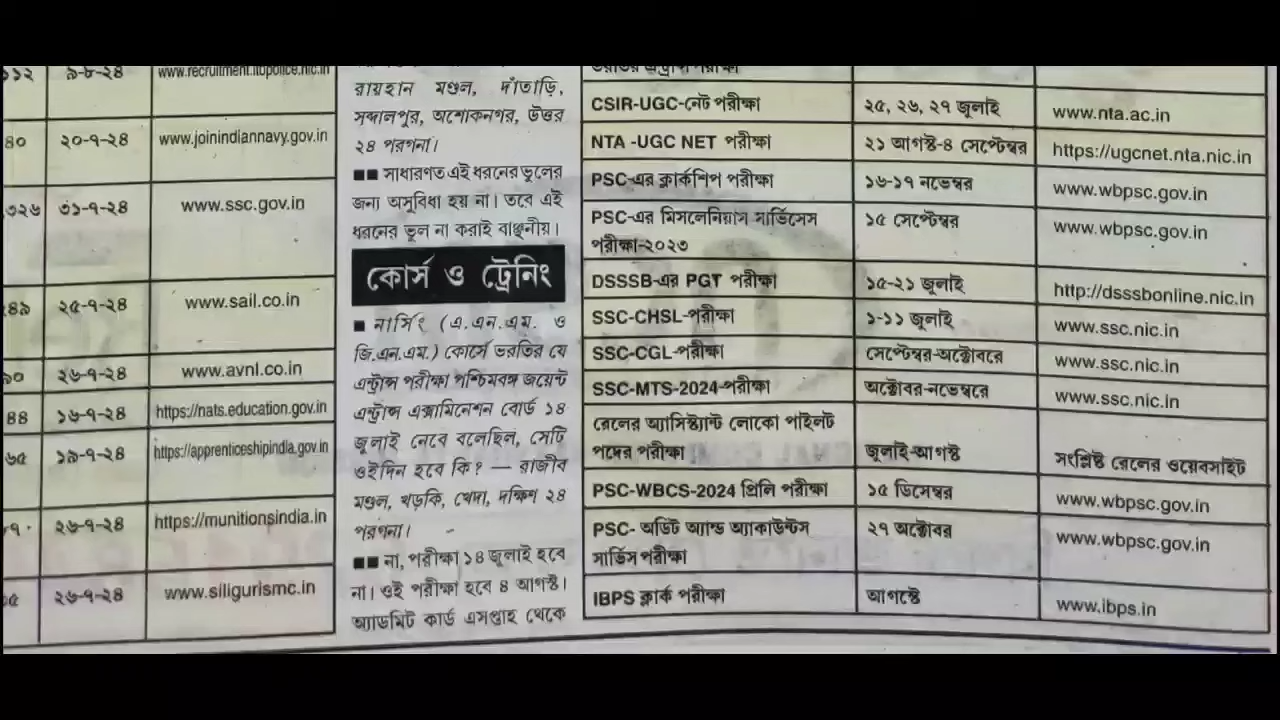 ১১২ ৯-৮-২৪ www.recruitment.itbpolice.nic.in
৪০ ২০-৭-২৪ www.joinindiannavy.gov.in
৩২৬ ৩১-৭-২৪ www.ssc.gov.in
২৪৯ ২৫-৭-২৪ www.sail.co.in
৯০ ২৬-৭-২৪ www.avnl.co.in
৪৪ ১৬-৭-২৪ https://nats.education.gov.in
৬৫ ১৯-৭-২৪ https://apprenticeshipindia.gov.in
২৬-৭-২৪ https://munitionsindia.in
২৬-৭-২৪ www.siligurismc.in
রায়হান মণ্ডল, দাঁতাড়ি,
সব্দালপুর, অশোকনগর, উত্তর
২৪ পরগনা।
■■ সাধারণত এই ধরনের ভুলের
জন্য অসুবিধা হয় না। তবে এই
ধরনের ভুল না করাই বাঞ্ছনীয়।
কোর্স ও ট্রেনিং
■ নার্সিং (এ.এন.এম. ও
জি.এন.এম.) কোর্সে ভরতির যে
এন্ট্রান্স পরীক্ষা পশ্চিমবঙ্গ জয়েন্ট
এন্ট্রান্স এক্সামিনেশন বোর্ড ১৪
জুলাই নেবে বলেছিল, সেটি
ওইদিন হবে কি? — রাজীব
মণ্ডল, খড়কি, খেদা, দক্ষিণ ২৪
পরগনা।
■■ না, পরীক্ষা ১৪ জুলাই হবে
না। ওই পরীক্ষা হবে ৪ আগস্ট।
অ্যাডমিট কার্ড এসপ্তাহ থেকে
ভরতির এন্ট্রান্স পরীক্ষা
CSIR-UGC-নেট পরীক্ষা ২৫, ২৬, ২৭ জুলাই www.nta.ac.in
NTA -UGC NET পরীক্ষা ২১ আগস্ট-৪ সেপ্টেম্বর https://ugcnet.nta.nic.in
PSC-এর ক্লার্কশিপ পরীক্ষা ১৬-১৭ নভেম্বর www.wbpsc.gov.in
PSC-এর মিসলেনিয়াস সার্ভিসেস ১৫ সেপ্টেম্বর www.wbpsc.gov.in
পরীক্ষা-২০২৩
DSSSB-এর PGT পরীক্ষা ১৫-২১ জুলাই http://dsssbonline.nic.in
SSC-CHSL-পরীক্ষা ১-১১ জুলাই www.ssc.nic.in
SSC-CGL-পরীক্ষা সেপ্টেম্বর-অক্টোবরে www.ssc.nic.in
SSC-MTS-2024-পরীক্ষা অক্টোবর-নভেম্বরে www.ssc.nic.in
রেলের অ্যাসিস্ট্যান্ট লোকো পাইলট
পদের পরীক্ষা জুলাই-আগস্ট সংশ্লিষ্ট রেলের ওয়েবসাইট
PSC-WBCS-2024 প্রিলি পরীক্ষা ১৫ ডিসেম্বর www.wbpsc.gov.in
PSC- অডিট অ্যান্ড অ্যাকাউন্টস ২৭ অক্টোবর www.wbpsc.gov.in
সার্ভিস পরীক্ষা
IBPS ক্লার্ক পরীক্ষা আগস্টে www.ibps.in